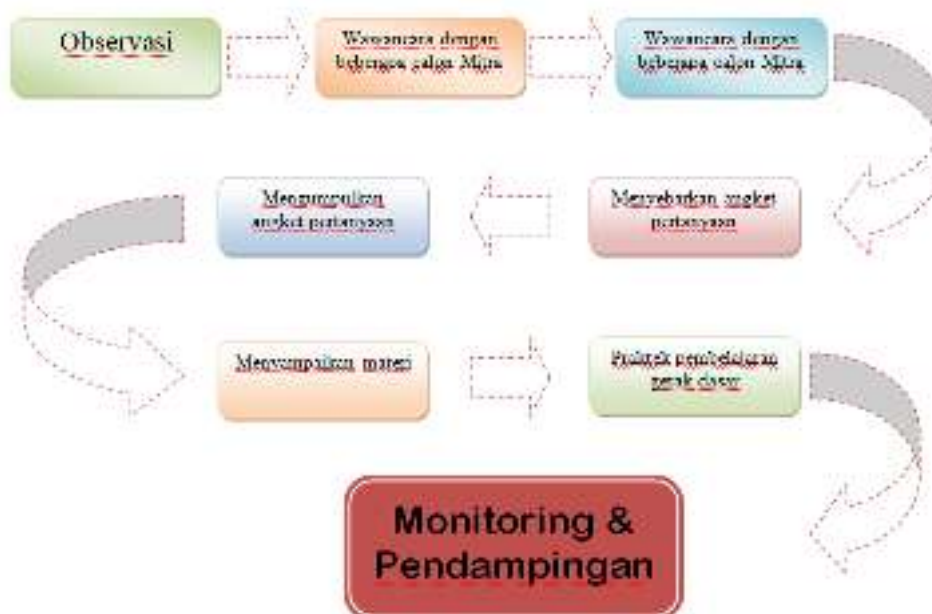 Observasi
Wawancara dengan
beberapa calon Mitra
Wawancara dengan
beberapa calon Mitra
Menyebarkan angket
pertanyaan
Mengumpulkan
angket pertanyaan
Menyampaikan materi
Praktek pembelajaran
gerak dasar
Monitoring &
Pendampingan